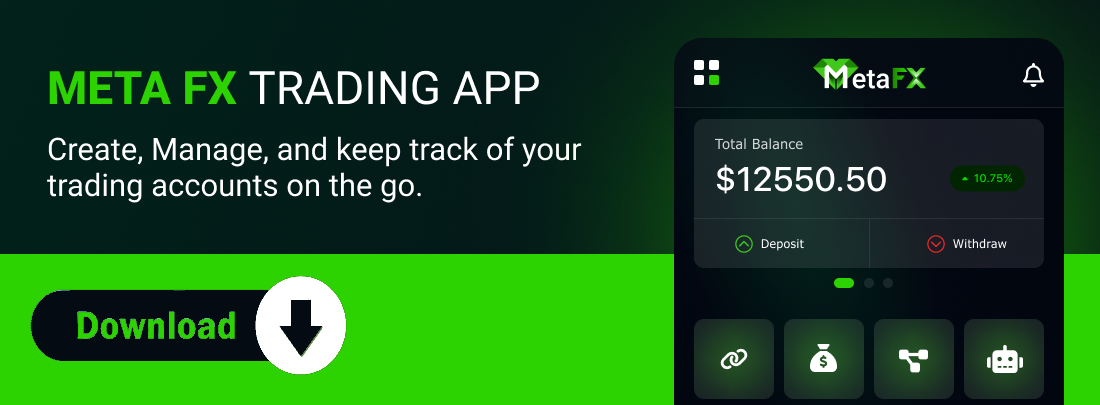 META FX TRADING APP
Create, Manage, and keep track of your
trading accounts on the go.
Download
MetaFX
Total Balance
$12550.50
10.75%
Deposit
Withdraw
$